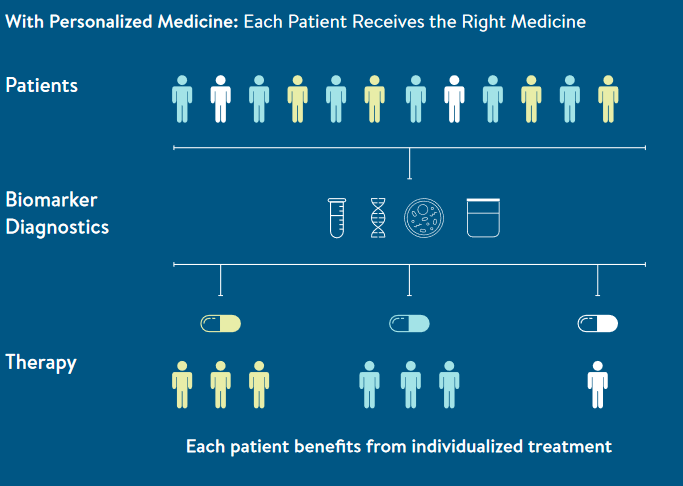 With Personalized Medicine: Each Patient Receives the Right Medicine
Patients
Biomarker
Diagnostics
Therapy
Each patient benefits from individualized treatment